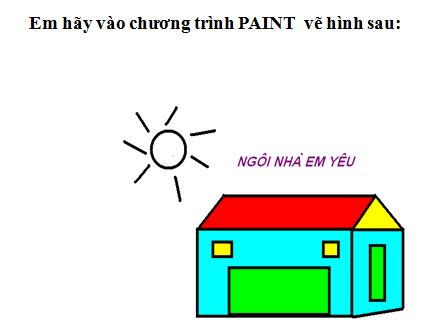 Em hãy vào chương trình PAINT vẽ hình sau:
NGÔI NHÀ EM YÊU